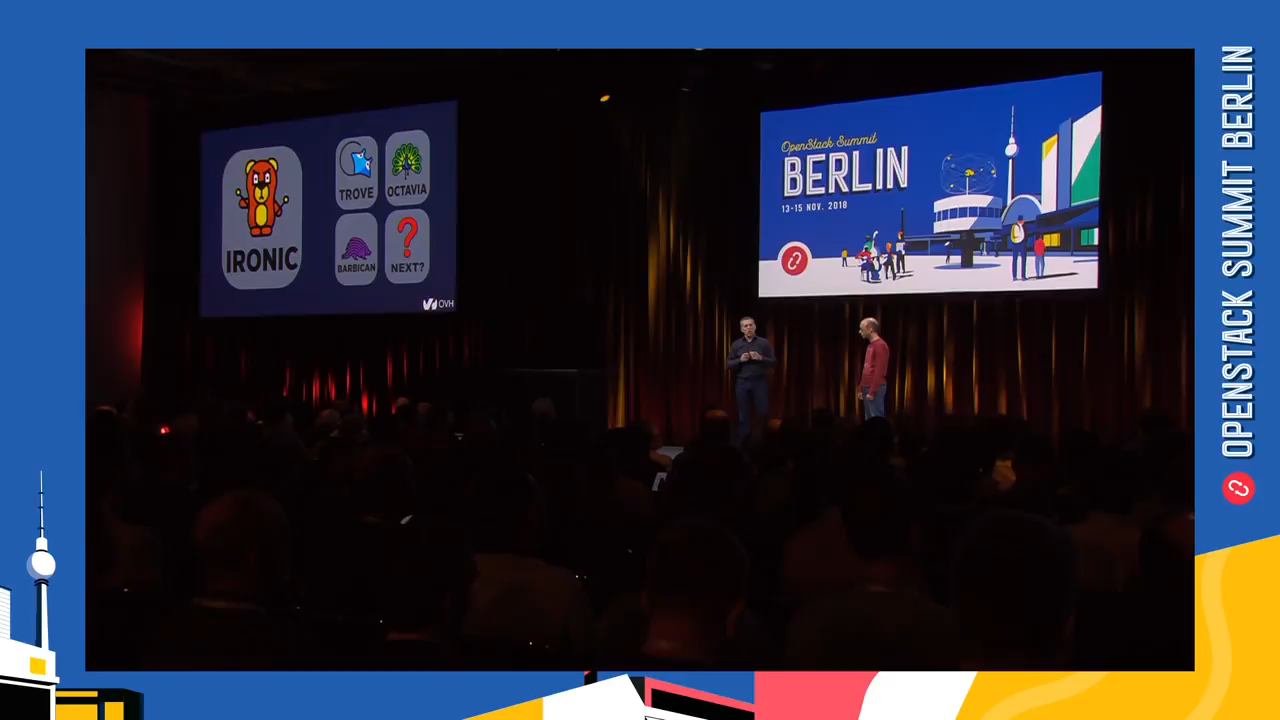 IRONIC
TROVE
OCTAVIA
BARBICAN
?
NEXT?
OVH
OpenStack Summit
BERLIN
13-15 NOV. 2018
OPENSTACK SUMMIT BERLIN